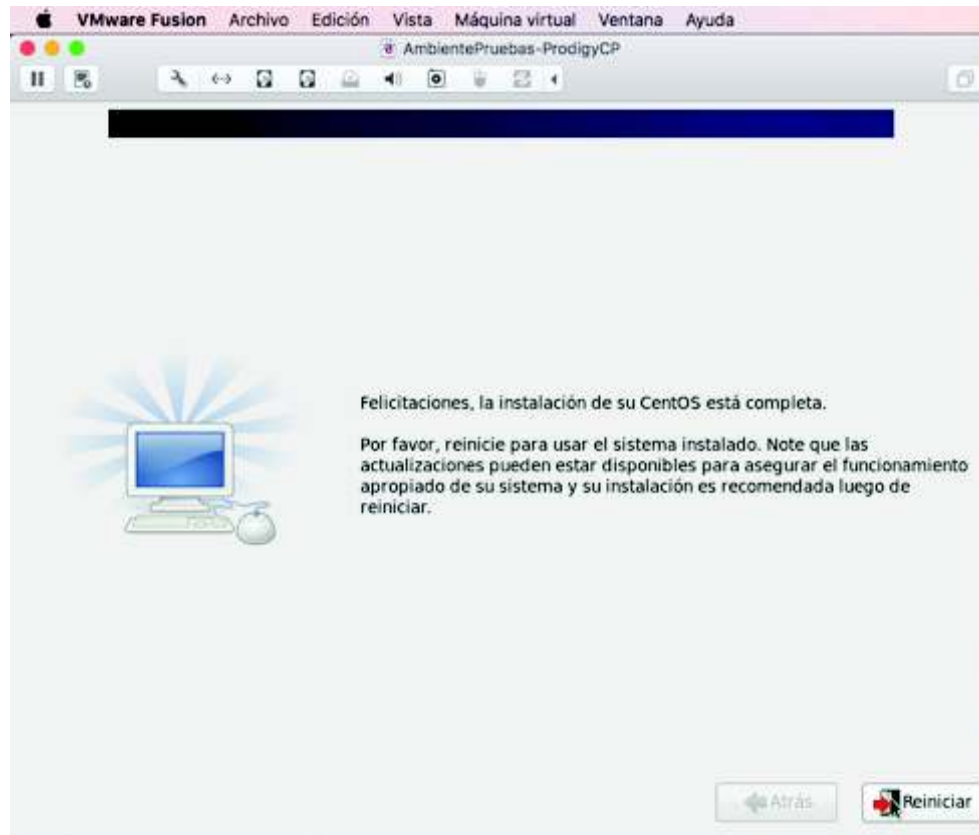 VMware Fusion Archivo Edición Vista Máquina virtual Ventana Ayuda
AmbientePruebas-ProdigyCP
Felicitaciones, la instalación de su CentOS está completa.
Por favor, reinicie para usar el sistema instalado. Note que las
actualizaciones pueden estar disponibles para asegurar el funcionamiento
apropiado de su sistema y su instalación es recomendada luego de
reiniciar.
Atrás
Reiniciar